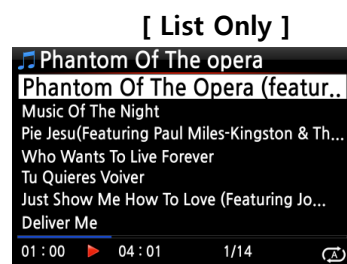 [ List Only ]
Phantom Of The opera
Phantom Of The Opera (featur..
Music Of The Night
Pie Jesu(Featuring Paul Miles-Kingston & Th...
Who Wants To Live Forever
Tu Quieres Voiver
Just Show Me How To Love (Featuring Jo...
Deliver Me
01 : 00 04 : 01 1/14 A